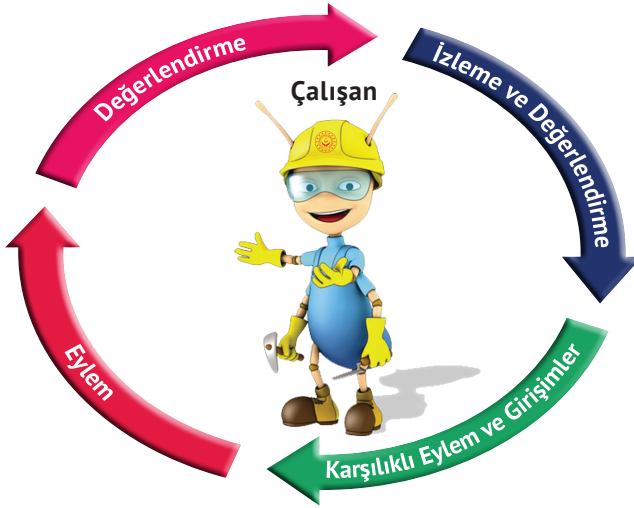 Değerlendirme
Çalışan
İzleme ve Değerlendirme
Karşılıklı Eylem ve Girişimler
Eylem